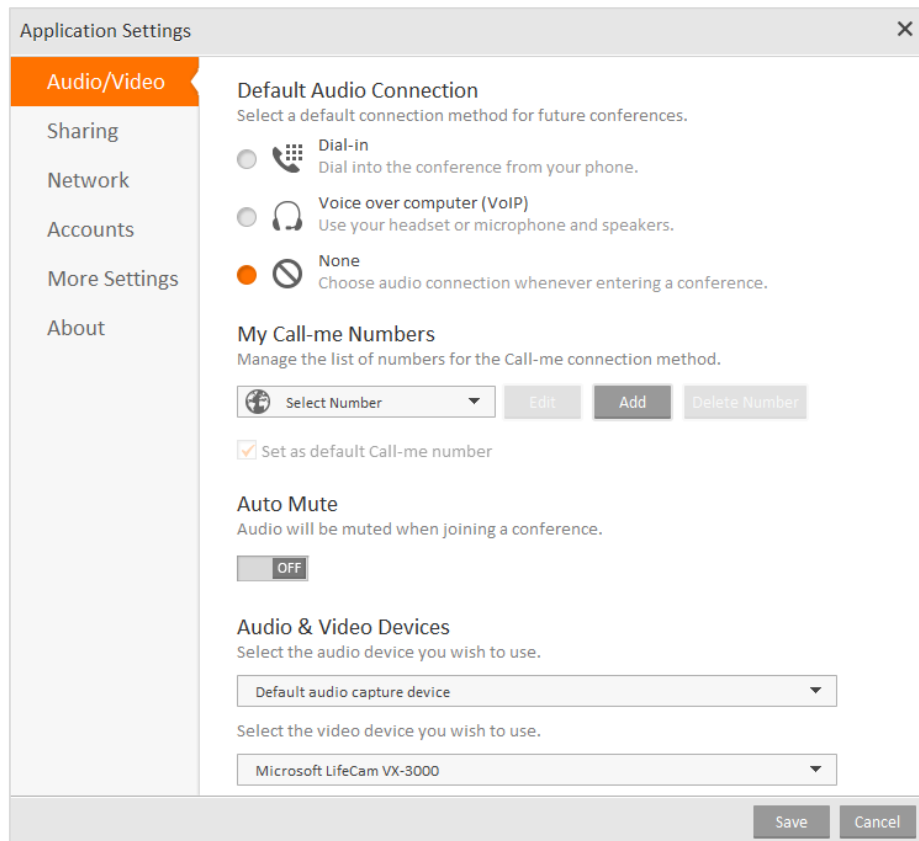 Application Settings
Audio/Video
Sharing
Network
Accounts
More Settings
About
Default Audio Connection
Select a default connection method for future conferences.
Dial-in
Dial into the conference from your phone.
Voice over computer (VoIP)
Use your headset or microphone and speakers.
None
Choose audio connection whenever entering a conference.
My Call-me Numbers
Manage the list of numbers for the Call-me connection method.
Select Number Edit Add Delete Number
Set as default Call-me number
Auto Mute
Audio will be muted when joining a conference.
OFF
Audio & Video Devices
Select the audio device you wish to use.
Default audio capture device
Select the video device you wish to use.
Microsoft LifeCam VX-3000
Save Cancel